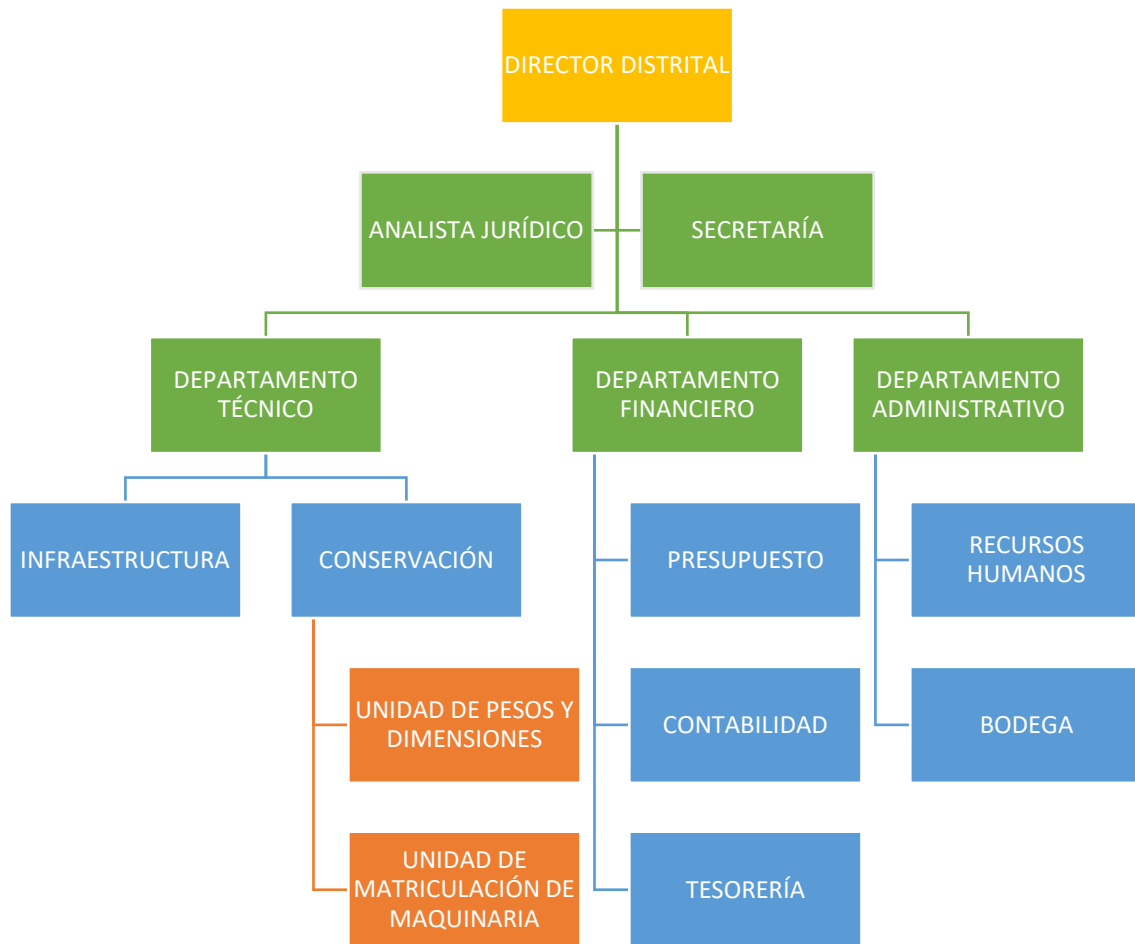 DIRECTOR DISTRITAL
ANALISTA JURÍDICO
SECRETARÍA
DEPARTAMENTO
TÉCNICO
DEPARTAMENTO
FINANCIERO
DEPARTAMENTO
ADMINISTRATIVO
INFRAESTRUCTURA
CONSERVACIÓN
PRESUPUESTO
RECURSOS
HUMANOS
UNIDAD DE PESOS Y
DIMENSIONES
CONTABILIDAD
BODEGA
UNIDAD DE
MATRICULACIÓN DE
MAQUINARIA
TESORERÍA